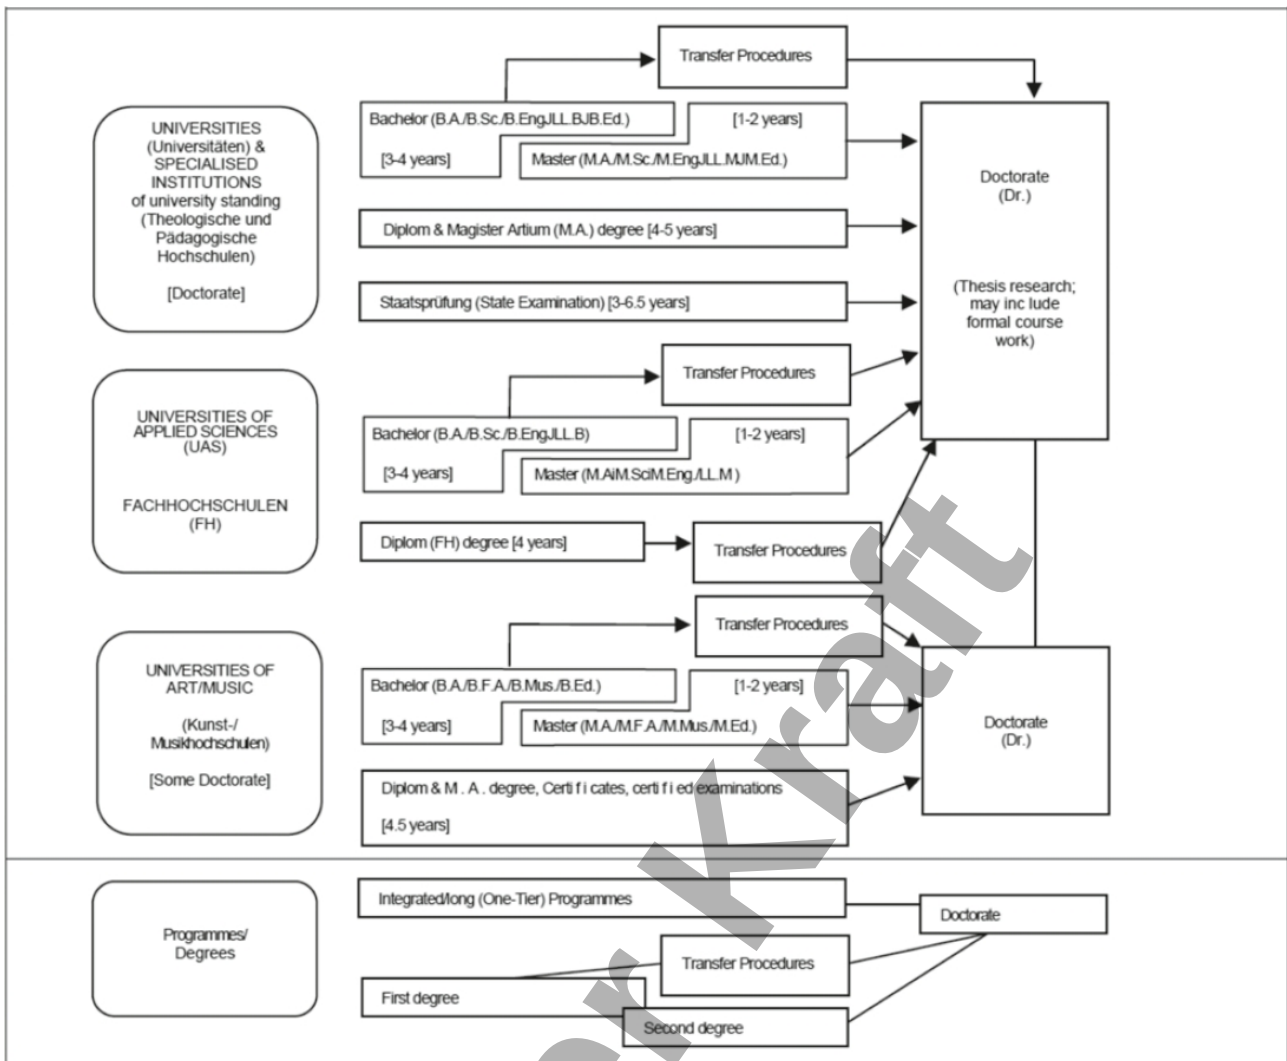 Transfer Procedures
UNIVERSITIES
(Universitäten) &
SPECIALISED
INSTITUTIONS
of university standing
(Theologische und
Pädagogische
Hochschulen)
[Doctorate]
Bachelor (B.A./B.Sc./B.EngJLL.BJB.Ed.)
[1-2 years]
[3-4 years]
Master (M.A./M.Sc./M.EngJLL.MJM.Ed.)
Diplom & Magister Artium (M.A.) degree [4-5 years]
Staatsprüfung (State Examination) [3-6.5 years]
Doctorate
(Dr.)
(Thesis research;
may inc lude
formal course
work)
UNIVERSITIES OF
APPLIED SCIENCES
(UAS)
FACHHOCHSCHULEN
(FH)
Transfer Procedures
Bachelor (B.A./B.Sc./B.EngJLL.B)
[1-2 years]
[3-4 years]
Master (M.AiM.SciM.Eng./LL.M )
Diplom (FH) degree [4 years]
Transfer Procedures
UNIVERSITIES OF
ART/MUSIC
(Kunst-/
Musikhochschulen)
[Some Doctorate]
Transfer Procedures
Bachelor (B.A./B.F.A./B.Mus./B.Ed.)
[1-2 years]
[3-4 years]
Master (M.A./M.F.A./M.Mus./M.Ed.)
Diplom & M . A . degree, Certi f i cates, certi f i ed examinations
[4.5 years]
Doctorate
(Dr.)
Programmes/
Degrees
Integrated/long (One-Tier) Programmes
Doctorate
Transfer Procedures
First degree
Second degree
er Kraft